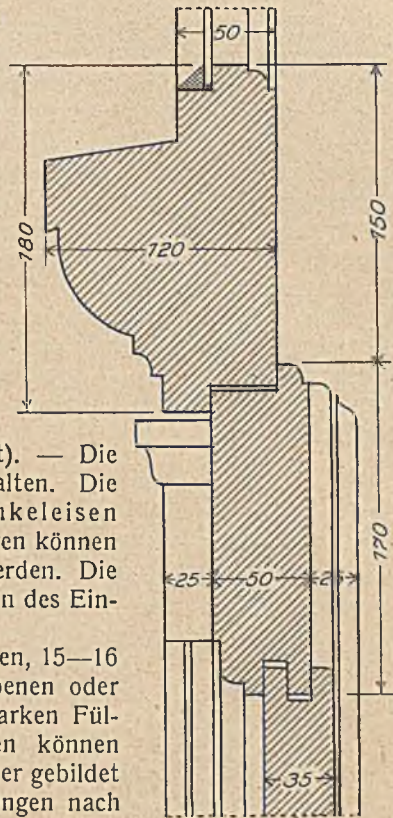 50
180
150
120
t). — Die
alten. Die
nkeleisen
en können
erden. Die
n des Ein-
170
25 50 25
en, 15—16
benen oder
arken Fül-
en können
er gebildet
ungen nach
35